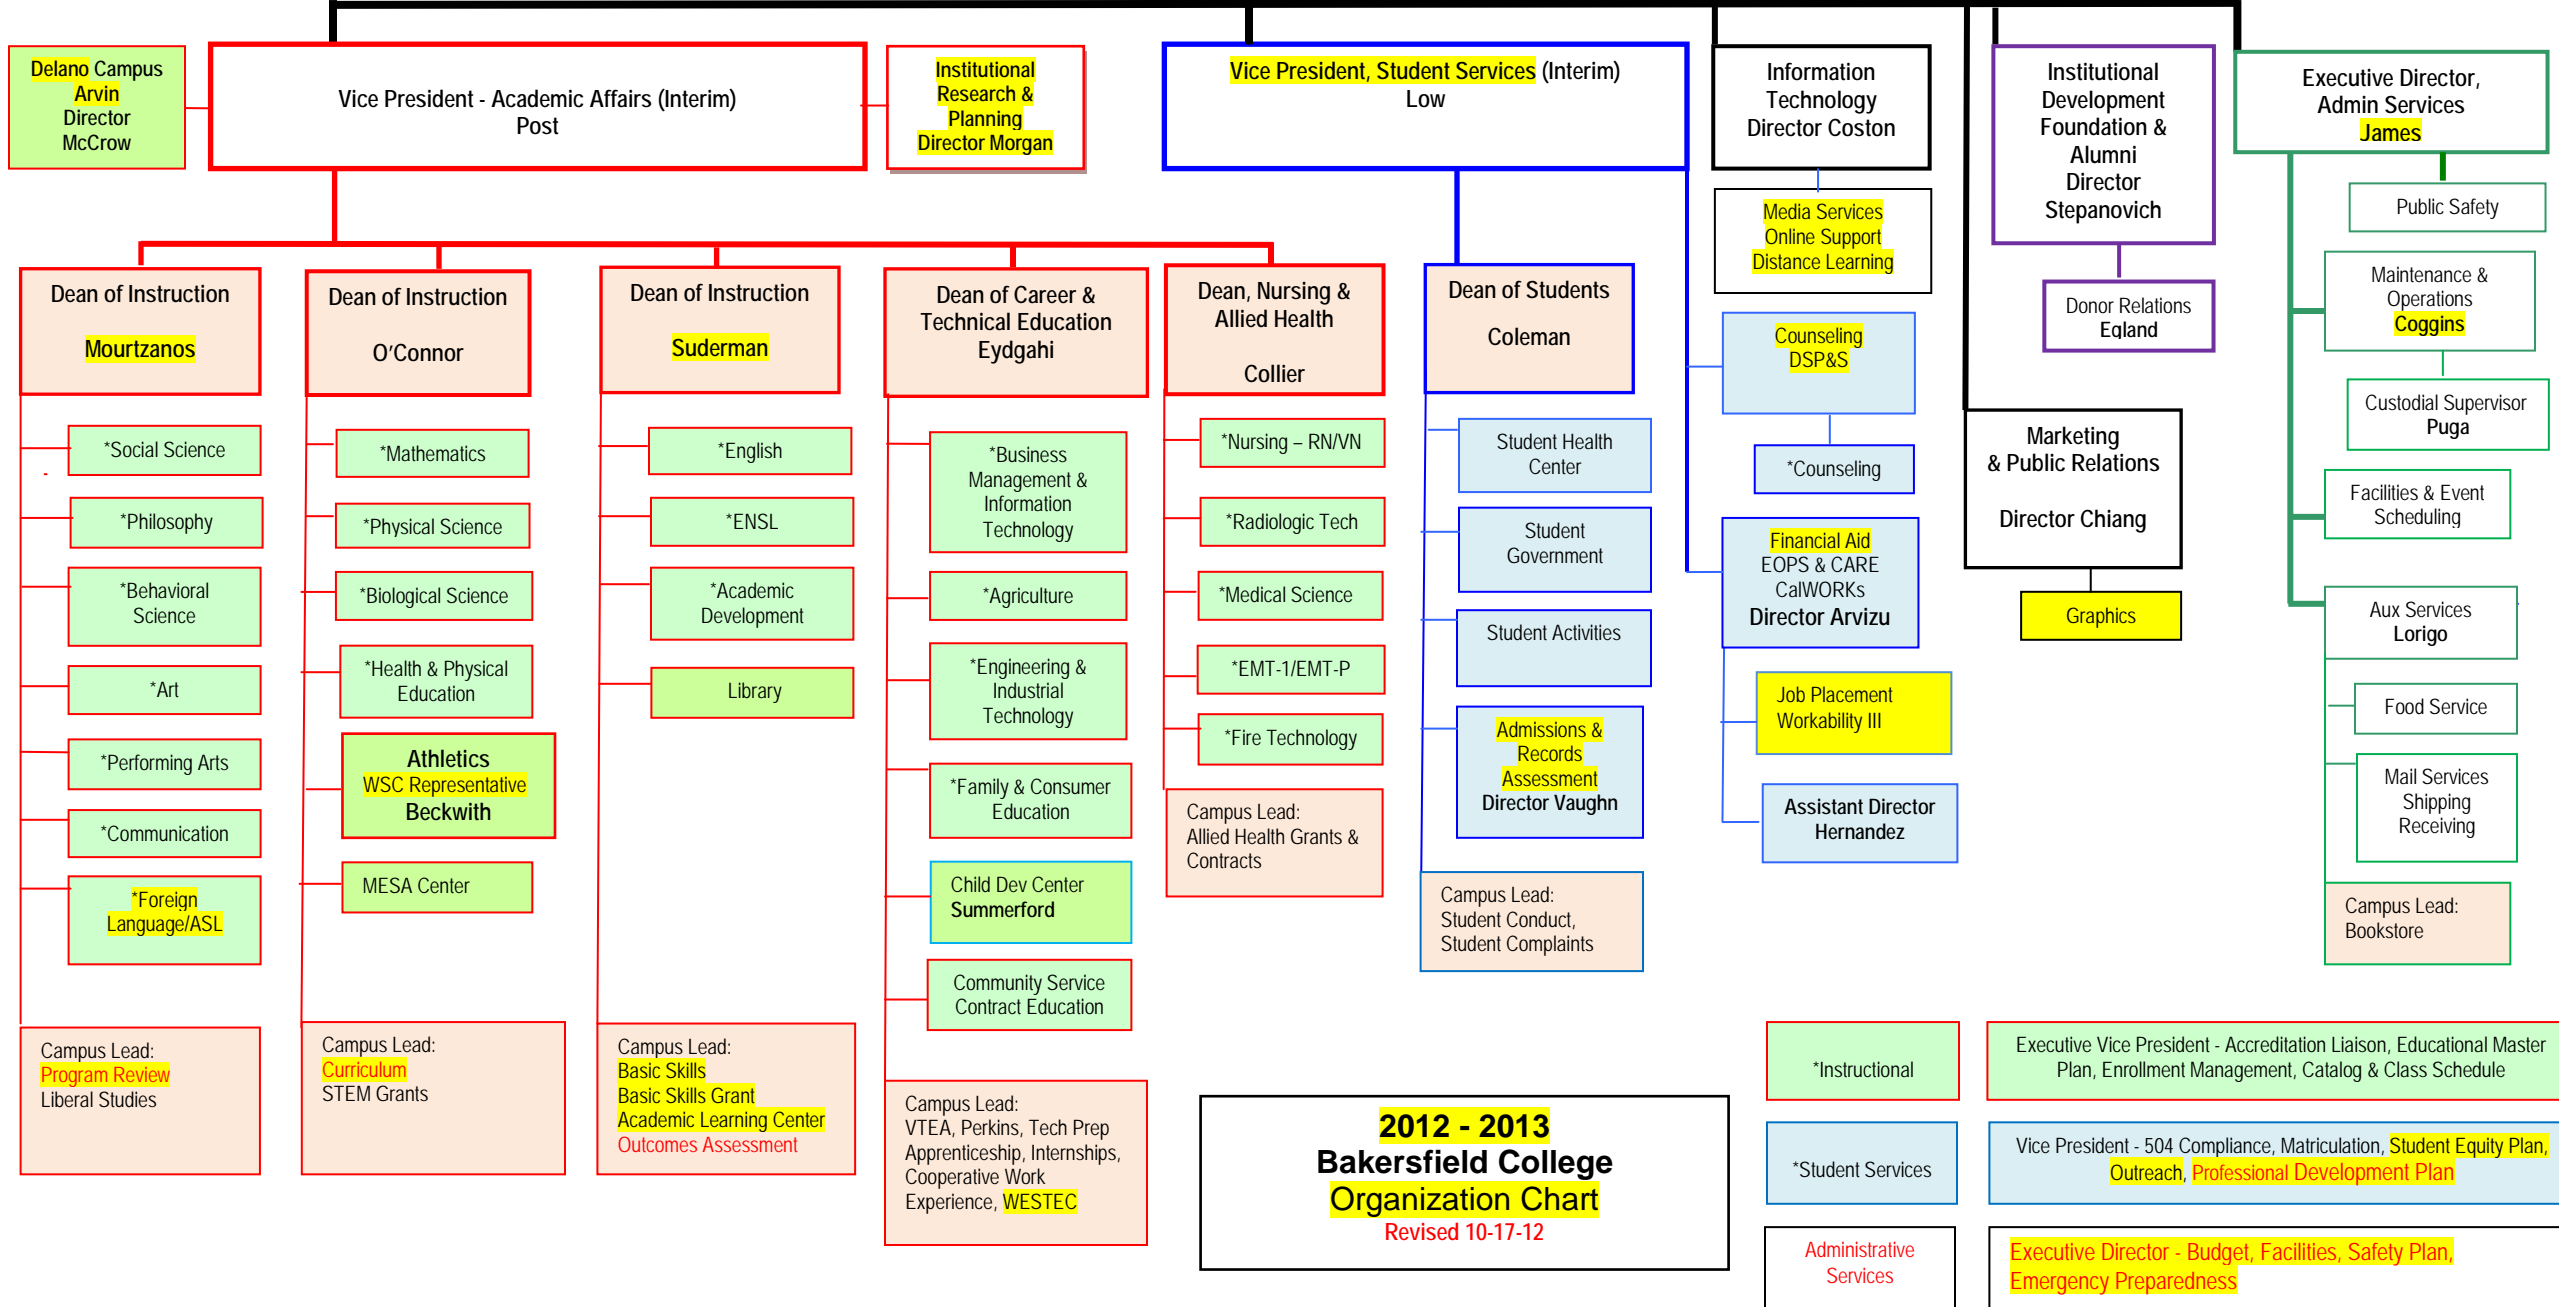 Delano Campus
Arvin
Director
McCrow
Vice President - Academic Affairs (Interim)
Post
Institutional
Research &
Planning
Director Morgan
Vice President, Student Services (Interim)
Low
Information
Technology
Director Coston
Institutional
Development
Foundation &
Alumni
Director
Stepanovich
Executive Director,
Admin Services
James
Media Services
Online Support
Distance Learning
Public Safety
Dean of Instruction
Mourtzanos
Dean of Instruction
O'Connor
Dean of Instruction
Suderman
Dean of Career &
Technical Education
Eydgahi
Dean, Nursing &
Allied Health
Collier
Dean of Students
Coleman
Counseling
DSP&S
Donor Relations
Egland
Maintenance &
Operations
Coggins
Custodial Supervisor
Puga
*Social Science
*Philosophy
*Behavioral
Science
*Art
*Performing Arts
*Communication
*Foreign
Language/ASL
Campus Lead:
Program Review
Liberal Studies
*Mathematics
*Physical Science
*Biological Science
*Health & Physical
Education
Athletics
WSC Representative
Beckwith
MESA Center
Campus Lead:
Curriculum
STEM Grants
*English
*ENSL
*Academic
Development
Library
Campus Lead:
Basic Skills
Basic Skills Grant
Academic Learning Center
Outcomes Assessment
*Business
Management &
Information
Technology
*Agriculture
*Engineering &
Industrial
Technology
*Family & Consumer
Education
Child Dev Center
Summerford
Community Service
Contract Education
Campus Lead:
VTEA, Perkins, Tech Prep
Apprenticeship, Internships,
Cooperative Work
Experience, WESTEC
*Nursing – RN/VN
*Radiologic Tech
*Medical Science
*EMT-1/EMT-P
*Fire Technology
Campus Lead:
Allied Health Grants &
Contracts
Student Health
Center
Student
Government
Student Activities
Admissions &
Records
Assessment
Director Vaughn
Campus Lead:
Student Conduct,
Student Complaints
*Counseling
Financial Aid
EOPS & CARE
CalWORKs
Director Arvizu
Job Placement
Workability III
Assistant Director
Hernandez
Marketing
& Public Relations
Director Chiang
Graphics
Facilities & Event
Scheduling
Aux Services
Lorigo
Food Service
Mail Services
Shipping
Receiving
Campus Lead:
Bookstore
2012 - 2013
Bakersfield College
Organization Chart
Revised 10-17-12
*Instructional
Executive Vice President - Accreditation Liaison, Educational Master
Plan, Enrollment Management, Catalog & Class Schedule
*Student Services
Vice President - 504 Compliance, Matriculation, Student Equity Plan,
Outreach, Professional Development Plan
Administrative
Services
Executive Director - Budget, Facilities, Safety Plan,
Emergency Preparedness